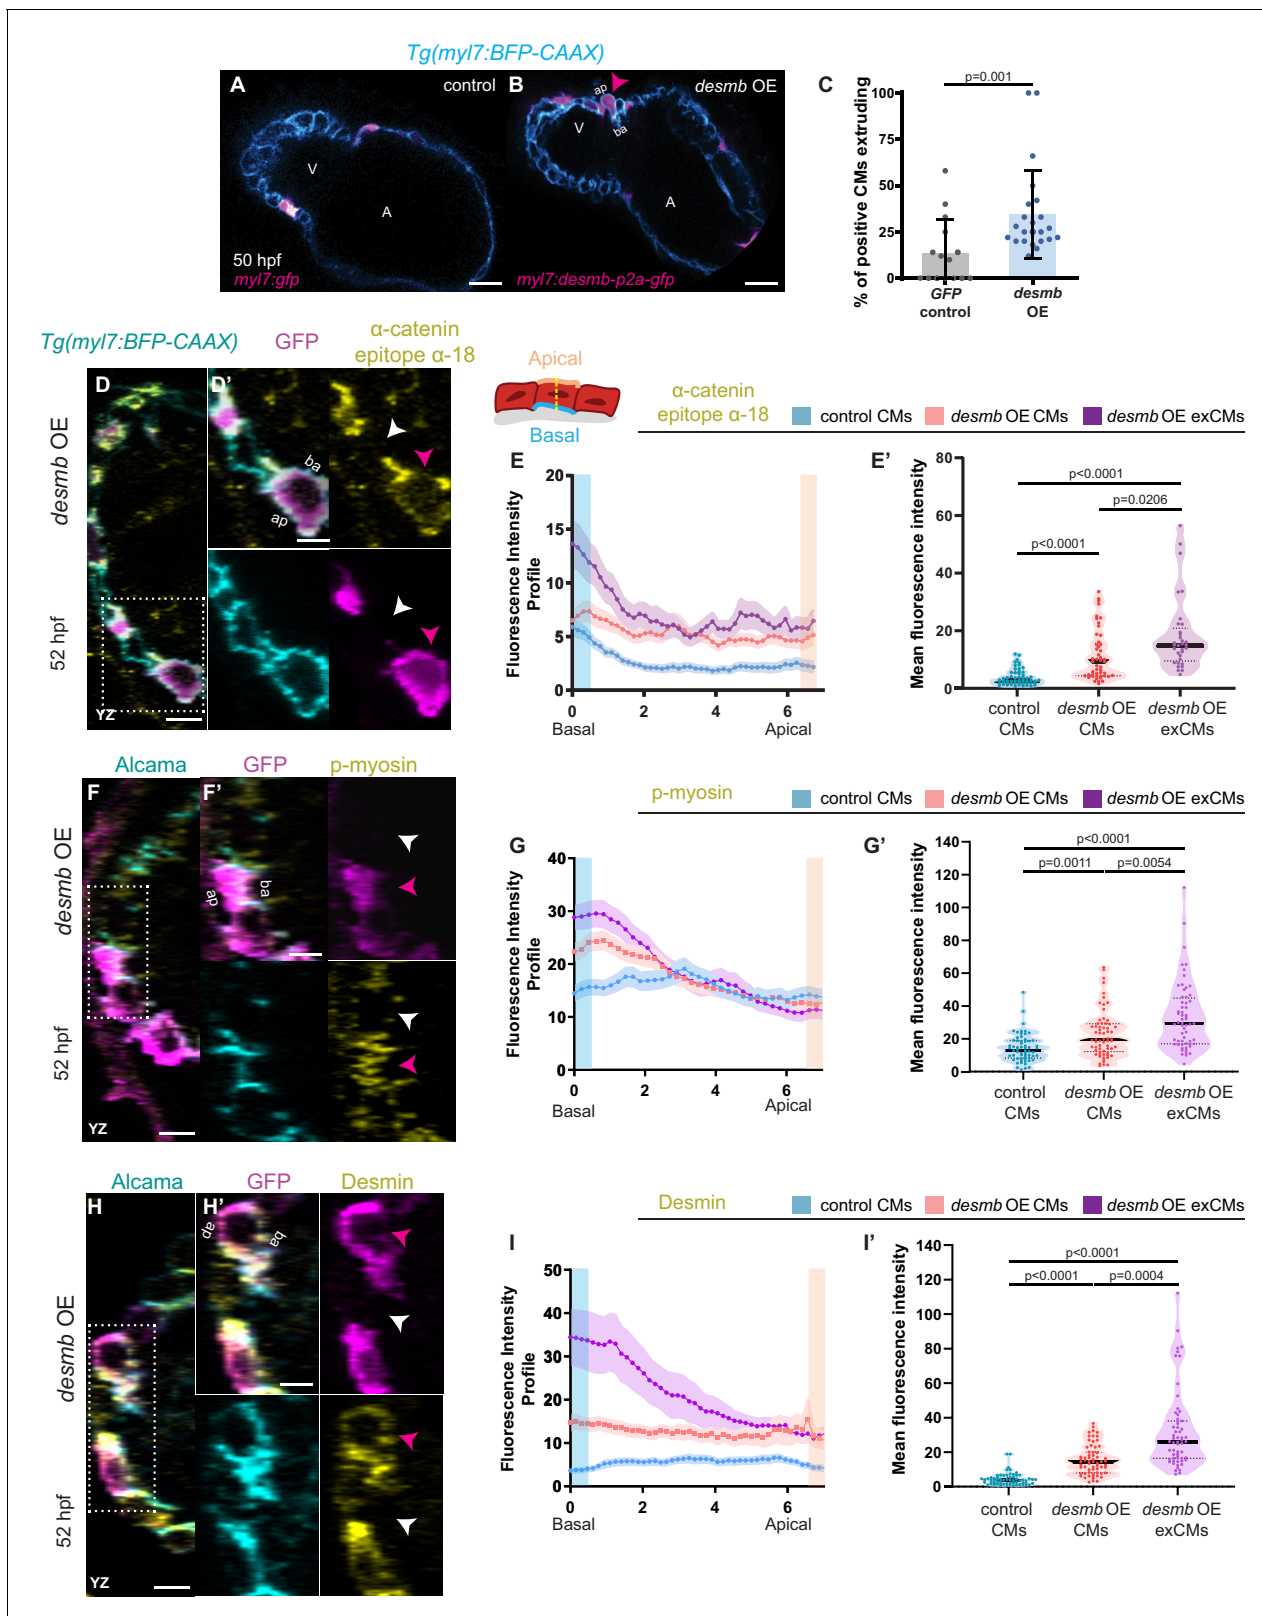 Tg(myl7:BFP-CAAX)
A control
B desmb OE
ap
ba
V
A
V
A
50 hpf
myl7:gfp
myl7:desmb-p2a-gfp
C
p=0.001
% of positive CMs extruding
100
75
50
25
0
GFP control
desmb OE
Tg(myl7:BFP-CAAX) GFP α-catenin epitope α-18
desmb OE
52 hpf
D
D'
ba
ap
YZ
Apical
Basal
α-catenin epitope α-18
control CMs desmb OE CMs desmb OE exCMs
E
Fluorescence Intensity Profile
20
15
10
5
0
0 2 4 6
Basal Apical
E'
Mean fluorescence intensity
80
60
40
20
0
p<0.0001
p=0.0206
p<0.0001
control CMs
desmb OE CMs
desmb OE exCMs
Alcama GFP p-myosin
desmb OE
52 hpf
F
F'
ap
ba
YZ
p-myosin
control CMs desmb OE CMs desmb OE exCMs
G
Fluorescence Intensity Profile
40
30
20
10
0
0 2 4 6
Basal Apical
G'
Mean fluorescence intensity
140
120
100
80
60
40
20
0
p<0.0001
p=0.0011 p=0.0054
control CMs
desmb OE CMs
desmb OE exCMs
Alcama GFP Desmin
desmb OE
52 hpf
H
H'
ap
ba
YZ
Desmin
control CMs desmb OE CMs desmb OE exCMs
I
Fluorescence Intensity Profile
50
40
30
20
10
0
0 2 4 6
Basal Apical
I'
Mean fluorescence intensity
140
120
100
80
60
40
20
0
p<0.0001
p<0.0001 p=0.0004
control CMs
desmb OE CMs
desmb OE exCMs